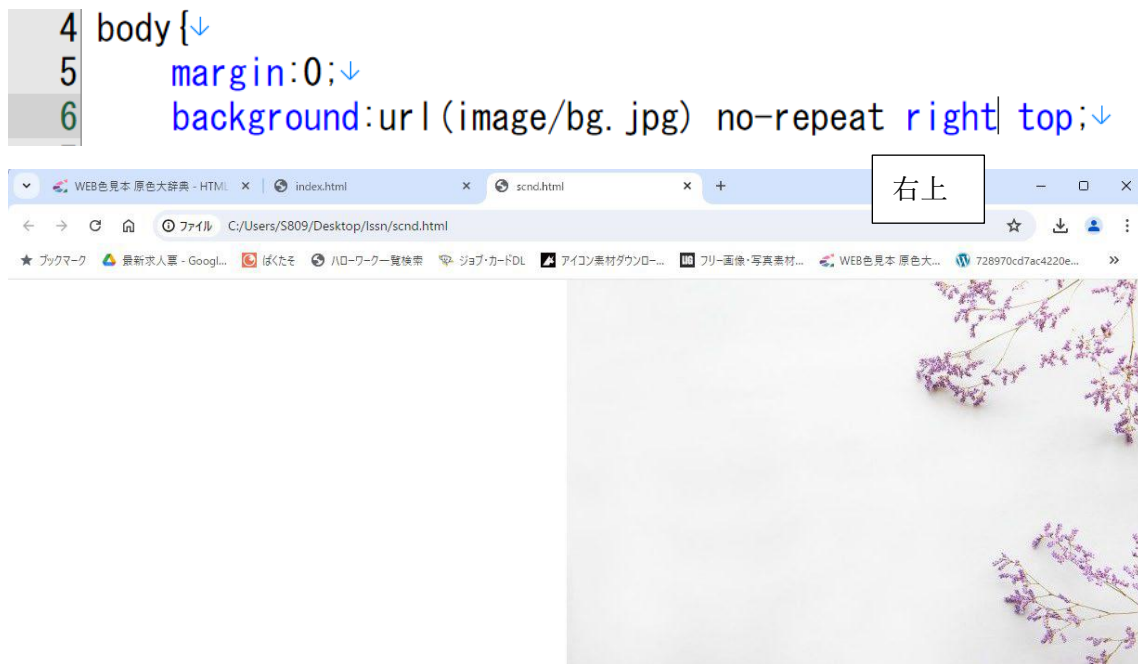 4 body{↓
5 margin:0;↓
6 background:url(image/bg.jpg) no-repeat right top;↓
右上
WEB色見本 原色大辞典 - HTML × index.html × scnd.html × +
ファイル C:/Users/S809/Desktop/lssn/scnd.html
ブックマーク 最新求人票 - Googl... ぱくたそ ハローワーク一覧検索 ジョブ・カードDL アイコン素材ダウンロー... フリー画像・写真素材... WEB色見本 原色大... 728970cd7ac4220e... »